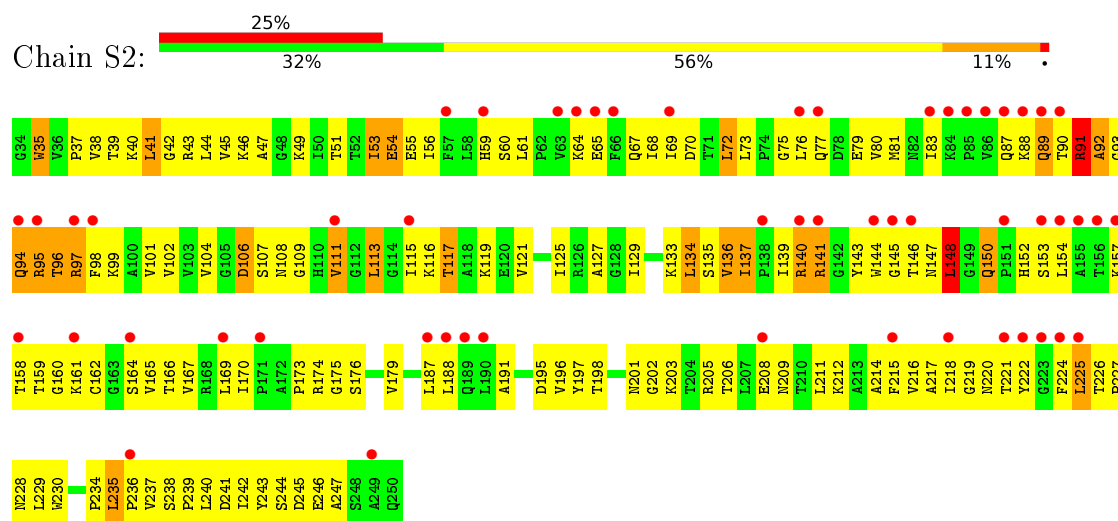 25%
Chain S2:
32% 56% 11% •
G34 W35 V36 P37 V38 T39 K40 L41 G42 R43 L44 V45 K46 A47 G48 K49 I50 T51 T52 I53 E54 E55 I56 F57 L58 H59 S60 L61 P62 V63 K64 E65 F66 Q67 I68 I69 D70 T71 L72 L73 P74 G75 L76 Q77 D78 E79 V80 M81 N82 I83 K84 P85 V86 Q87 K88 Q89 T90 R91 A92 G93
Q94 R95 T96 R97 F98 K99 A100 V101 V102 V103 V104 G105 D106 S107 N108 G109 H110 V111 G112 L113 G114 I115 K116 T117 A118 K119 E120 V121 I125 R126 A127 G128 I129 K133 L134 S135 V136 I137 P138 I139 R140 R141 G142 Y143 W144 G145 T146 N147 L148 G149 Q150 P151 H152 S153 L154 A155 T156 K157
T158 T159 G160 K161 C162 G163 S164 V165 T166 V167 R168 L169 I170 P171 A172 P173 R174 G175 S176 V179 L187 L188 Q189 L190 A191 D195 V196 Y197 T198 N201 G202 K203 T204 R205 T206 L207 E208 N209 T210 L211 K212 A213 A214 F215 V216 A217 I218 G219 N220 T221 Y222 G223 F224 L225 T226 P227
N228 L229 W230 P234 L235 P236 V237 S238 P239 L240 D241 I242 Y243 S244 D245 E246 A247 S248 A249 Q250